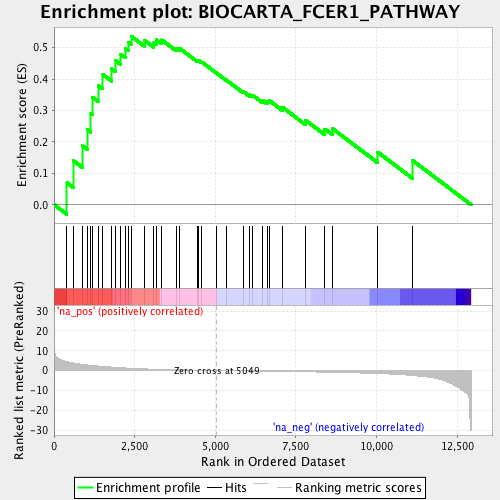 Enrichment plot: BIOCARTA_FCER1_PATHWAY
Enrichment score (ES)
0.5
0.4
0.3
0.2
0.1
0.0
'na_pos' (positively correlated)
Ranked list metric (PreRanked)
30
20
10
0
-10
-20
-30
Zero cross at 5049
'na_neg' (negatively correlated)
0
2,500
5,000
7,500
10,000
12,500
Rank in Ordered Dataset
Enrichment profile
Hits
Ranking metric scores